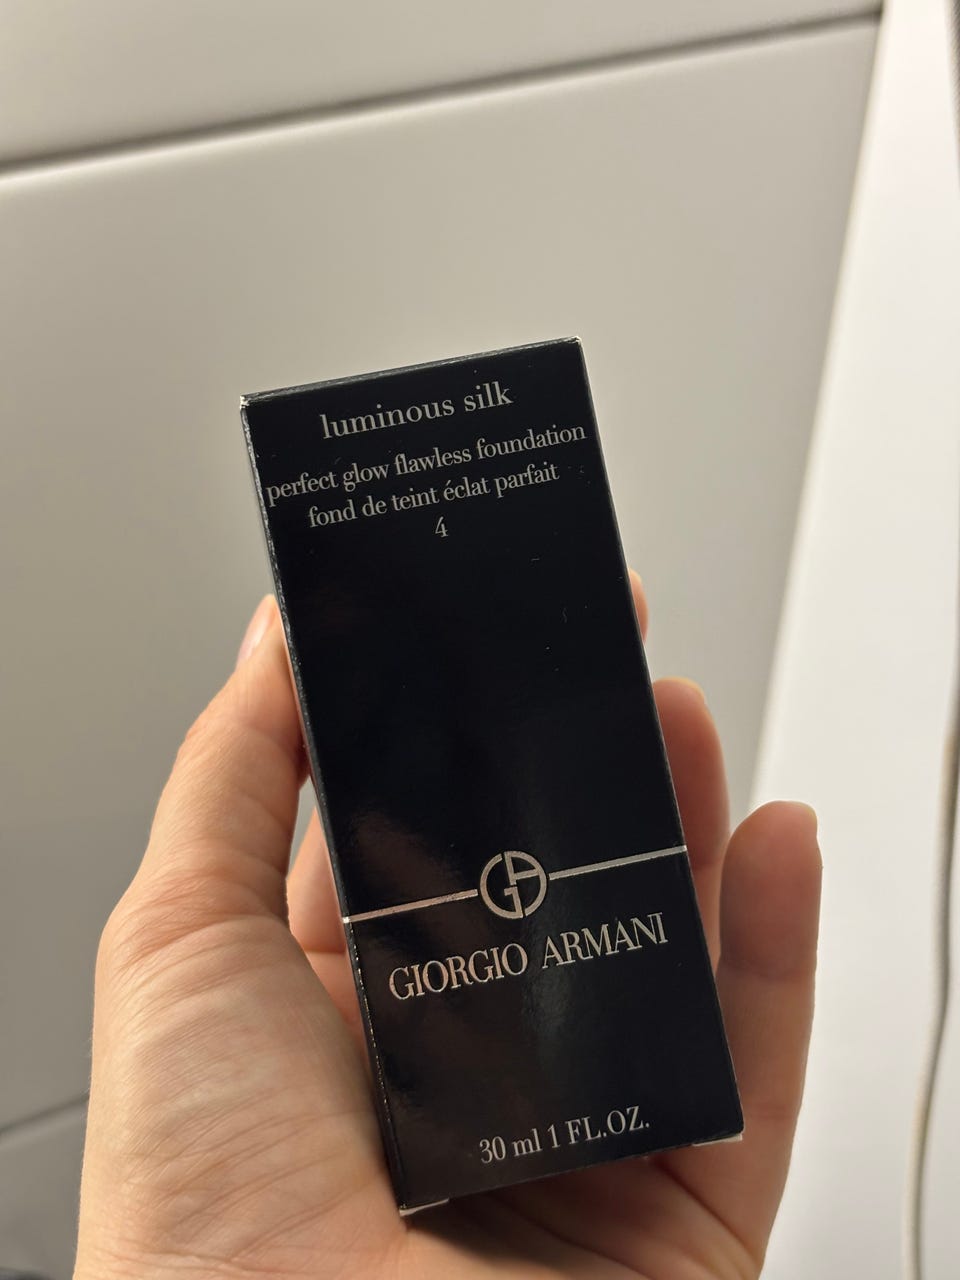 luminous silk
perfect glow flawless foundation
fond de teint éclat parfait
4
GA
GIORGIO ARMANI
30 ml 1 FL.OZ.